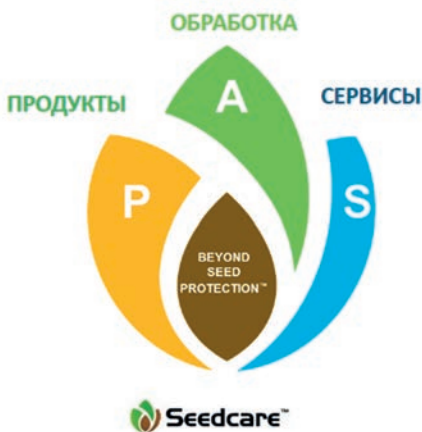 ОБРАБОТКА
ПРОДУКТЫ
СЕРВИСЫ
A
P
S
BEYOND
SEED
PROTECTION™
Seedcare™